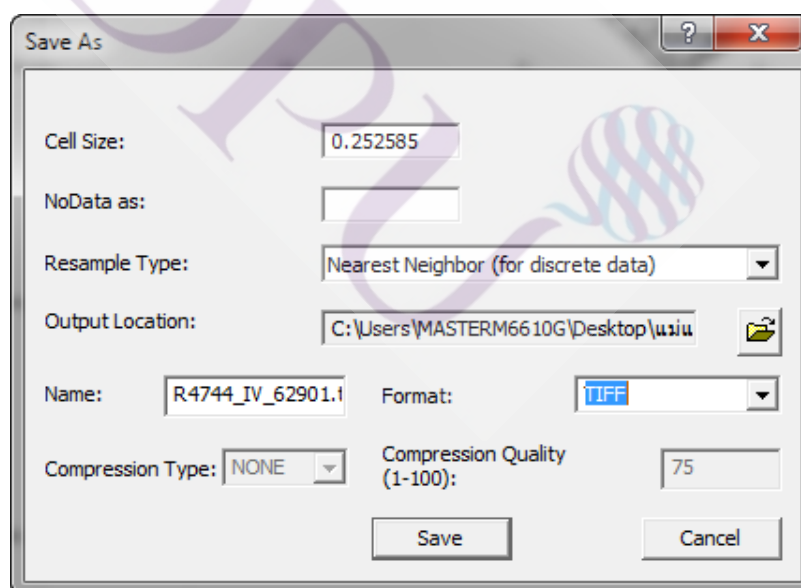 Save As
Cell Size: 0.252585
NoData as:
Resample Type: Nearest Neighbor (for discrete data)
Output Location: C:\Users\MASTERM6610G\Desktop\แม่น
Name: R4744_IV_62901.t Format: TIFF
Compression Type: NONE Compression Quality (1-100): 75
Save Cancel